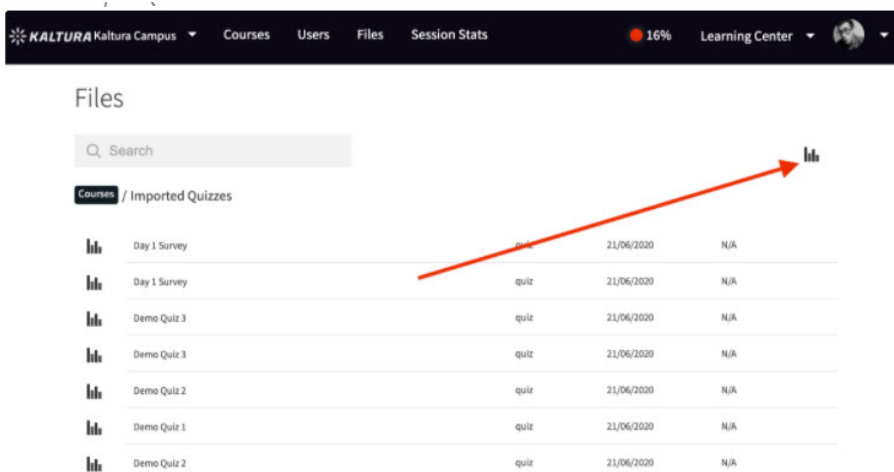 KALTURA Kaltura Campus Courses Users Files Session Stats 16% Learning Center
Files
Search
Courses / Imported Quizzes
Day 1 Survey quiz 21/06/2020 N/A
Day 1 Survey quiz 21/06/2020 N/A
Demo Quiz 3 quiz 21/06/2020 N/A
Demo Quiz 3 quiz 21/06/2020 N/A
Demo Quiz 2 quiz 21/06/2020 N/A
Demo Quiz 1 quiz 21/06/2020 N/A
Demo Quiz 2 quiz 21/06/2020 N/A